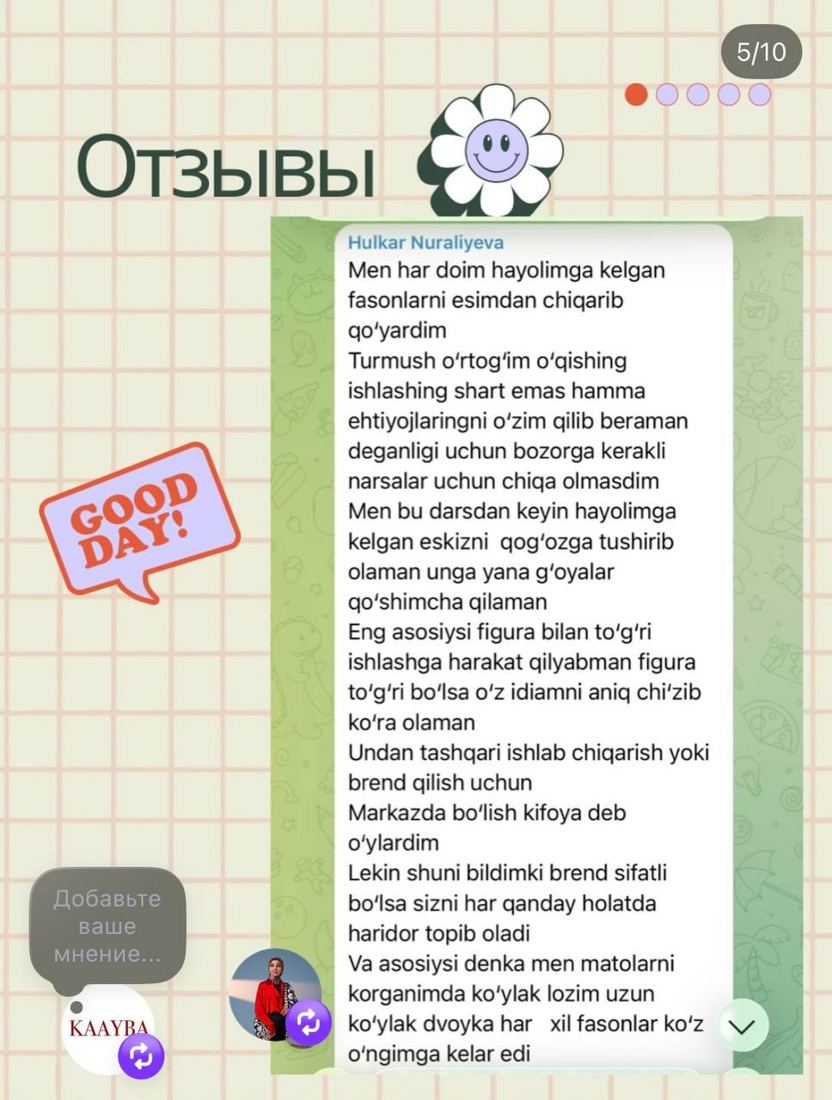 5/10
Отзывы
Hulkar Nuraliyeva
Men har doim hayolimga kelgan
fasonlarni esimdan chiqarib
qo‘yardim
Turmush o‘rtog‘im o‘qishing
ishlashing shart emas hamma
ehtiyojlaringni o‘zim qilib beraman
deganligi uchun bozorga kerakli
narsalar uchun chiqa olmasdim
Men bu darsdan keyin hayolimga
kelgan eskizni  qog‘ozga tushirib
olaman unga yana g‘oyalar
qo‘shimcha qilaman
Eng asosiysi figura bilan to‘g‘ri
ishlashga harakat qilyabman figura
to‘g‘ri bo‘lsa o‘z idiamni aniq chi‘zib
ko‘ra olaman
Undan tashqari ishlab chiqarish yoki
brend qilish uchun
Markazda bo‘lish kifoya deb
o‘ylardim
Lekin shuni bildimki brend sifatli
bo‘lsa sizni har qanday holatda
haridor topib oladi
Va asosiysi denka men matolarni
korganimda ko‘ylak lozim uzun
ko‘ylak dvoyka har   xil fasonlar ko‘z
o‘ngimga kelar edi
GOOD
DAY!
Добавьте
ваше
мнение...
KAAYBA